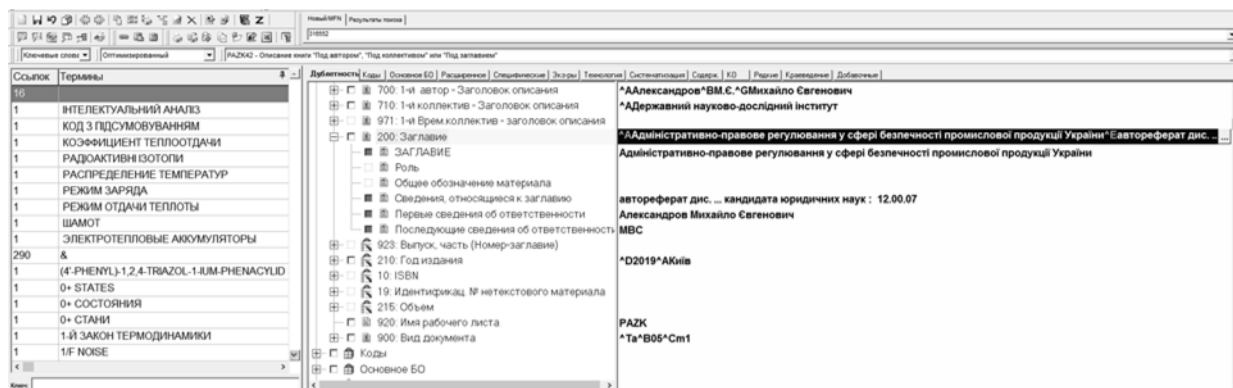 Новый/MFN
Результаты поиска
Ключевые слова
Оптимизированный
PAZK42 - Описание книги "Под автором", "Под коллективом" или "Под заглавием"
Ссылок Термины
16
1 ІНТЕЛЕКТУАЛЬНИЙ АНАЛІЗ
1 КОД З ПІДСУМОВУВАННЯМ
1 КОЭФФИЦИЕНТ ТЕПЛООТДАЧИ
1 РАДІОАКТИВНІ ІЗОТОПИ
1 РАСПРЕДЕЛЕНИЕ ТЕМПЕРАТУР
1 РЕЖИМ ЗАРЯДА
1 РЕЖИМ ОТДАЧИ ТЕПЛОТЫ
1 ШАМОТ
1 ЭЛЕКТРОТЕПЛОВЫЕ АККУМУЛЯТОРЫ
290 &
1 (4'-PHENYL)-1,2,4-TRIAZOL-1-IUM-PHENACYLID
1 0+ STATES
1 0+ СОСТОЯНИЯ
1 0+ СТАНИ
1 1-Й ЗАКОН ТЕРМОДИНАМИКИ
1 1/F NOISE
Ключ:
Дублетность Коды Основное БО Расширенное Специфические Экз-ры Технология Систематизация Содерж. КО Редкие Краеведение Добавочные
700: 1-й автор - Заголовок описания ^AАлександров^BМ.Є.^GМихайло Євгенович
710: 1-й коллектив - Заголовок описания ^AДержавний науково-дослідний інститут
971: 1-й Врем.коллектив - заголовок описания
200: Заглавие ^AАдміністративно-правове регулювання у сфері безпечності промислової продукції України^Eавтореферат дис. ...
ЗАГЛАВИЕ Адміністративно-правове регулювання у сфері безпечності промислової продукції України
Роль
Общее обозначение материала
Сведения, относящиеся к заглавию автореферат дис. ... кандидата юридичних наук : 12.00.07
Первые сведения об ответственности Александров Михайло Євгенович
Последующие сведения об ответственность МВС
923: Выпуск, часть (Номер-заглавие)
210: Год издания ^D2019^AКиїв
10: ISBN
19: Идентификац. № нетекстового материала
215: Объем
920: Имя рабочего листа PAZK
900: Вид документа ^Ta^B05^Cm1
Коды
Основное БО